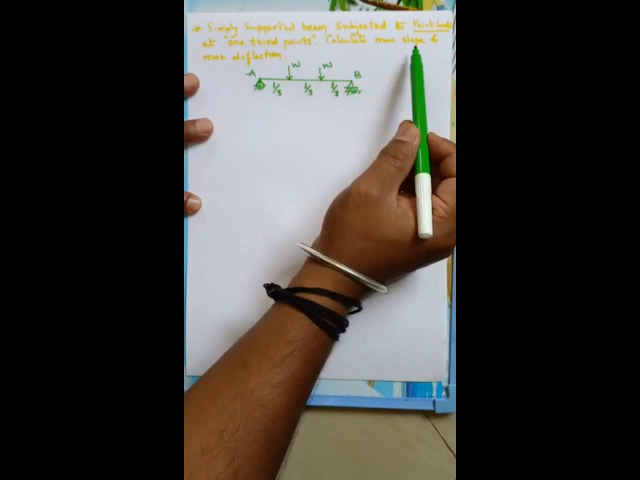 → Simply supported beam subjected to Point loads
at "one third points". Calculate max slope &
max deflection.
W W
A B
L/3 L/3 L/3